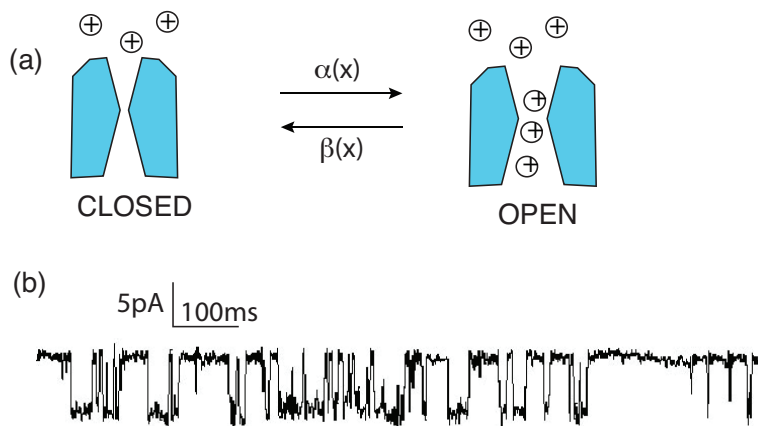 (a)
α(x)
β(x)
CLOSED
OPEN
(b)
5pA
100ms